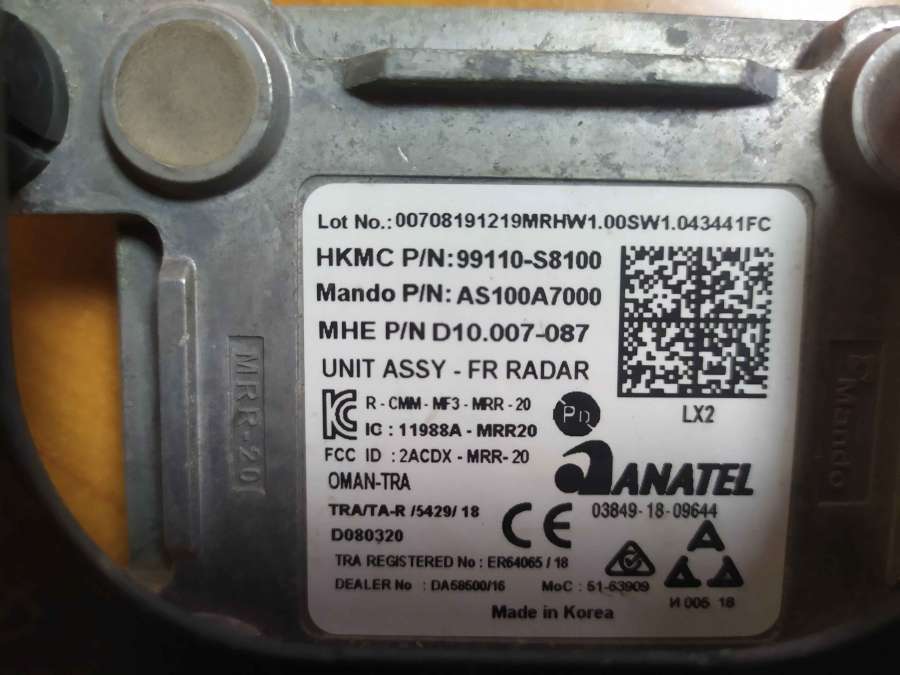 Lot No.: 00708191219MRHW1.00SW1.043441FC
HKMC P/N: 99110-S8100
Mando P/N: AS100A7000
MHE P/N D10.007-087
UNIT ASSY - FR RADAR
LX2
R - CMM - MF3 - MRR - 20
IC : 11988A - MRR20
FCC ID : 2ACDX - MRR- 20
OMAN-TRA
ANATEL
03849-18-09644
TRA/TA-R /5429/ 18
D080320
CE
TRA REGISTERED No : ER64065 / 18
DEALER No : DA58500/16 MoC : 51-63909
И 005 18
Made in Korea
MRR-20
Mando